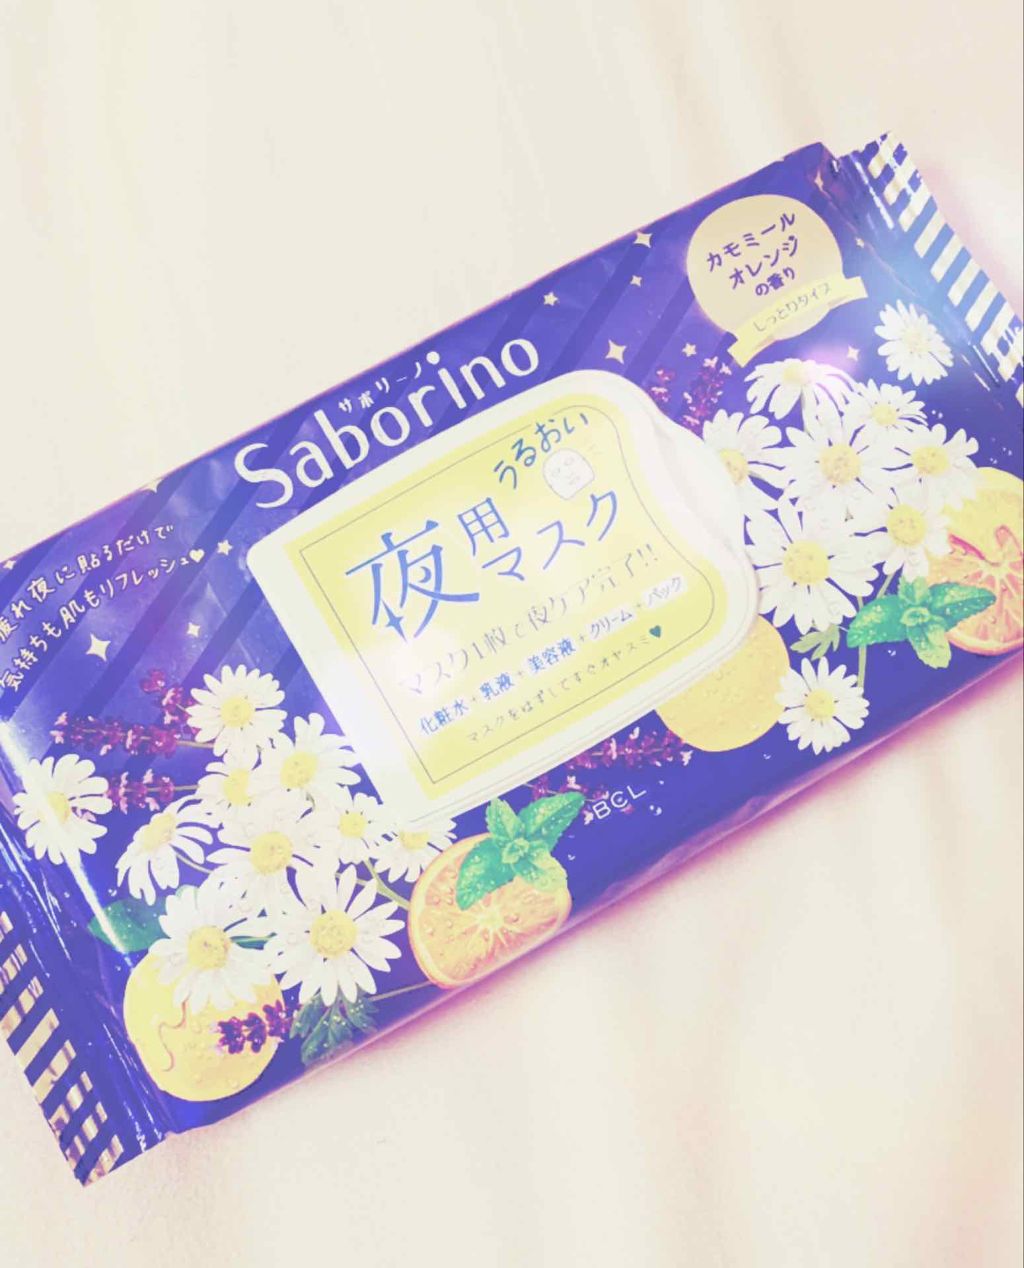 カモミール
オレンジ
の香り
しっとりタイプ
サボリーノ
Saborino
疲れ夜に貼るだけで
気持ちも肌もリフレッシュ♥
うるおい
夜用
マスク
マスク1枚で夜ケア完了!!
化粧水+乳液+美容液+クリーム+パック
マスクをはずしてすぐオヤスミ♥
BCL